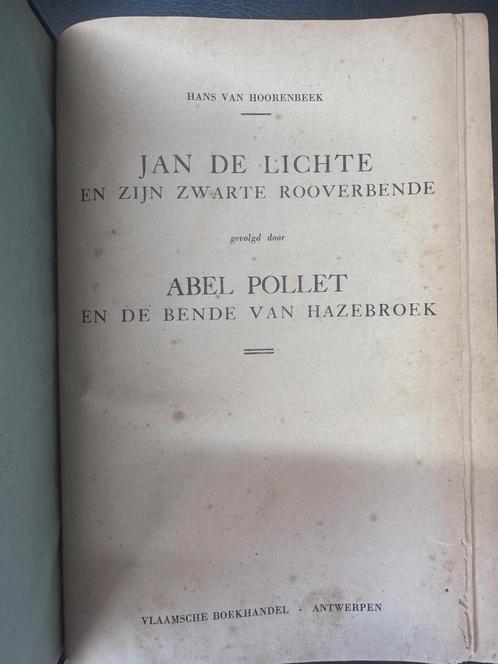 HANS VAN HOORENBEEK
JAN DE LICHTE
EN ZIJN ZWARTE ROOVERBENDE
gevolgd door
ABEL POLLET
EN DE BENDE VAN HAZEBROEK
VLAAMSCHE BOEKHANDEL - ANTWERPEN